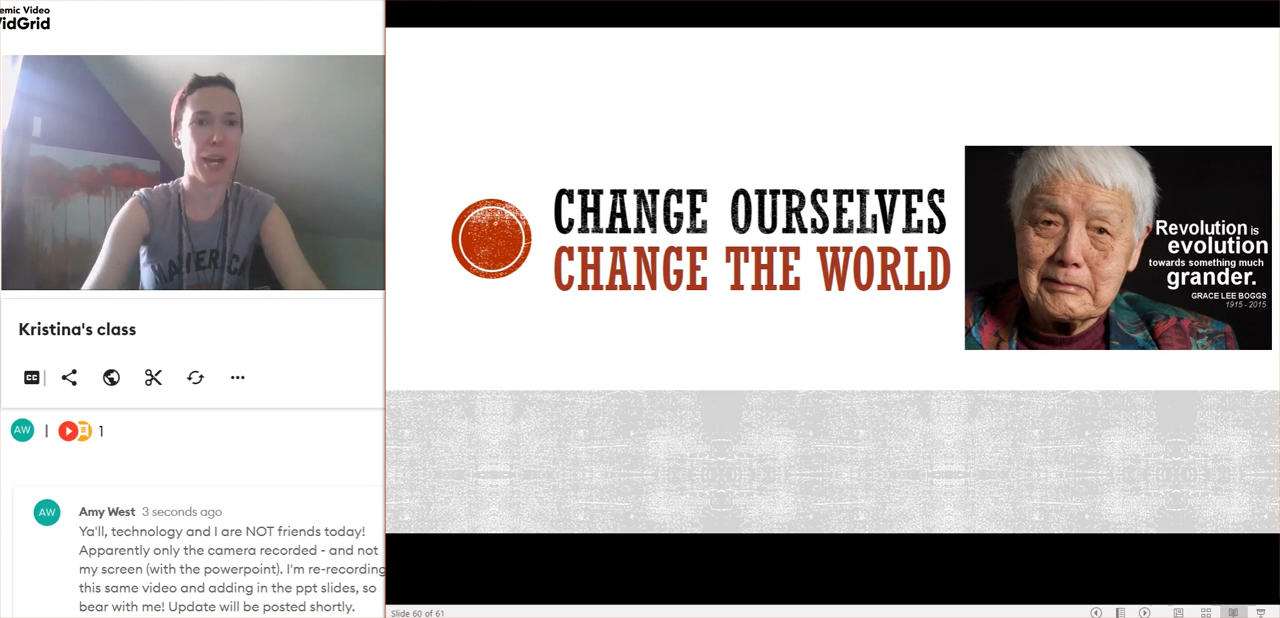 emic Video
VidGrid
Kristina's class
CC
AW
1
AW
Amy West 3 seconds ago
Ya'll, technology and I are NOT friends today!
Apparently only the camera recorded - and not
my screen (with the powerpoint). I'm re-recording
this same video and adding in the ppt slides, so
bear with me! Update will be posted shortly.
CHANGE OURSELVES
CHANGE THE WORLD
Revolution is
evolution
towards something much
grander.
GRACE LEE BOGGS
1915 - 2015
Slide 60 of 61